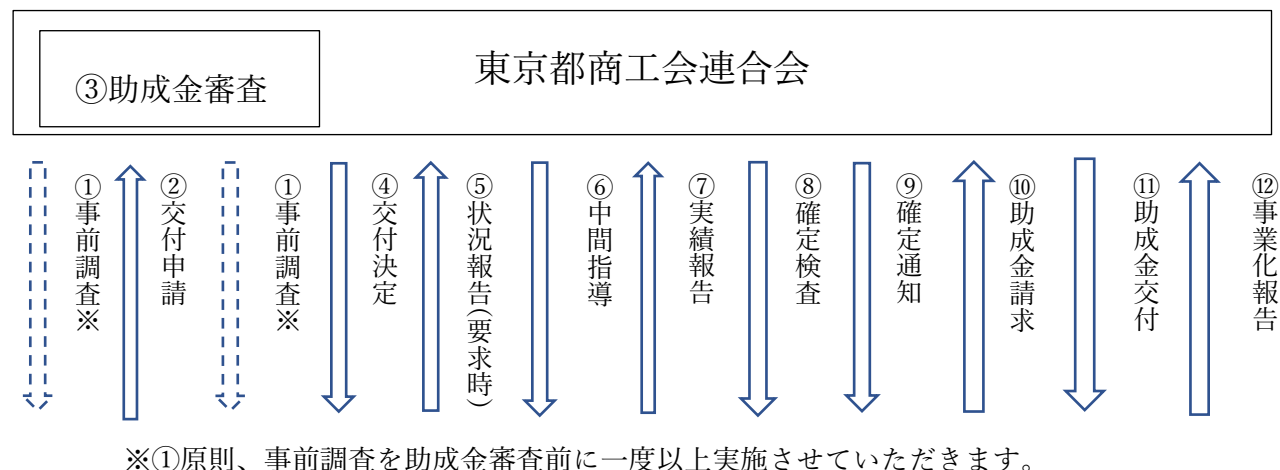 東京都商工会連合会
③助成金審査
①事前調査※
②交付申請
①事前調査※
④交付決定
⑤状況報告(要求時)
⑥中間指導
⑦実績報告
⑧確定検査
⑨確定通知
⑩助成金請求
⑪助成金交付
⑫事業化報告
※①原則、事前調査を助成金審査前に一度以上実施させていただきます。